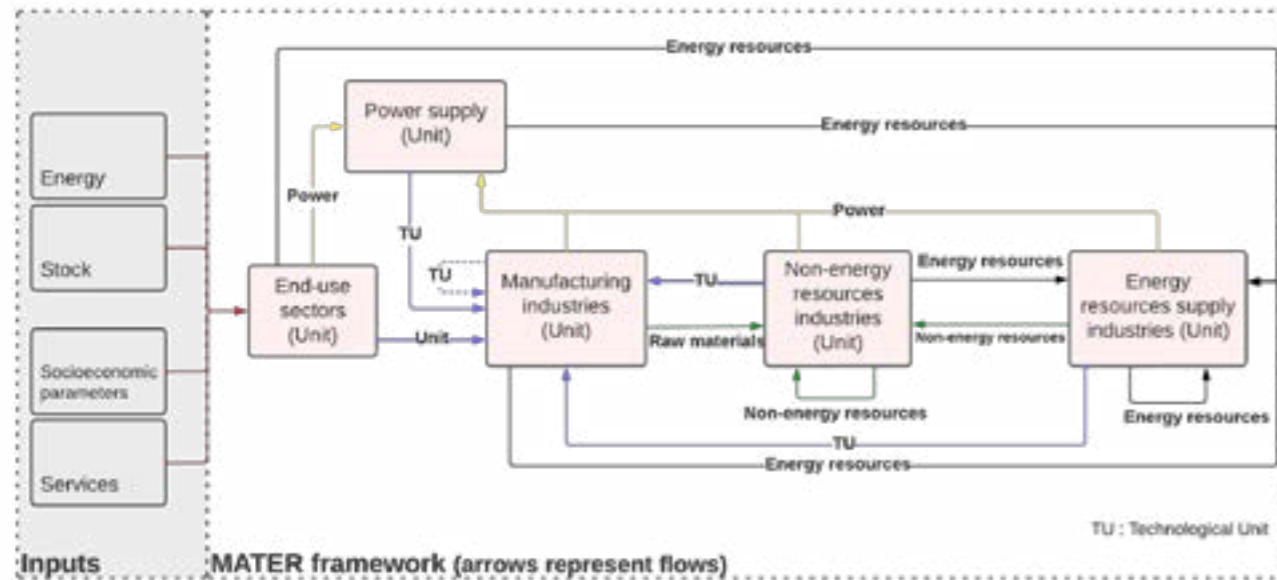 Energy resources
Power supply
(Unit)
Energy resources
Energy
Power
Power
TU
Stock
End-use
sectors
(Unit)
TU
Manufacturing
industries
(Unit)
TU
Non-energy
resources
industries
(Unit)
Energy resources
Energy
resources supply
industries (Unit)
Unit
Raw materials
Non-energy resources
Socioeconomic
parameters
Non-energy resources
Energy resources
TU
Energy resources
Services
TU : Technological Unit
Inputs
MATER framework (arrows represent flows)